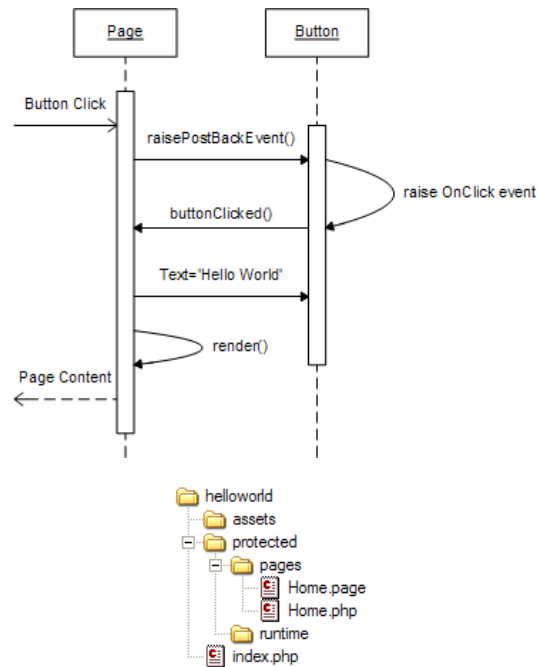 Page
Button
Button Click
raisePostBackEvent()
raise OnClick event
buttonClicked()
Text='Hello World'
render()
Page Content
helloworld
assets
protected
pages
Home.page
Home.php
runtime
index.php